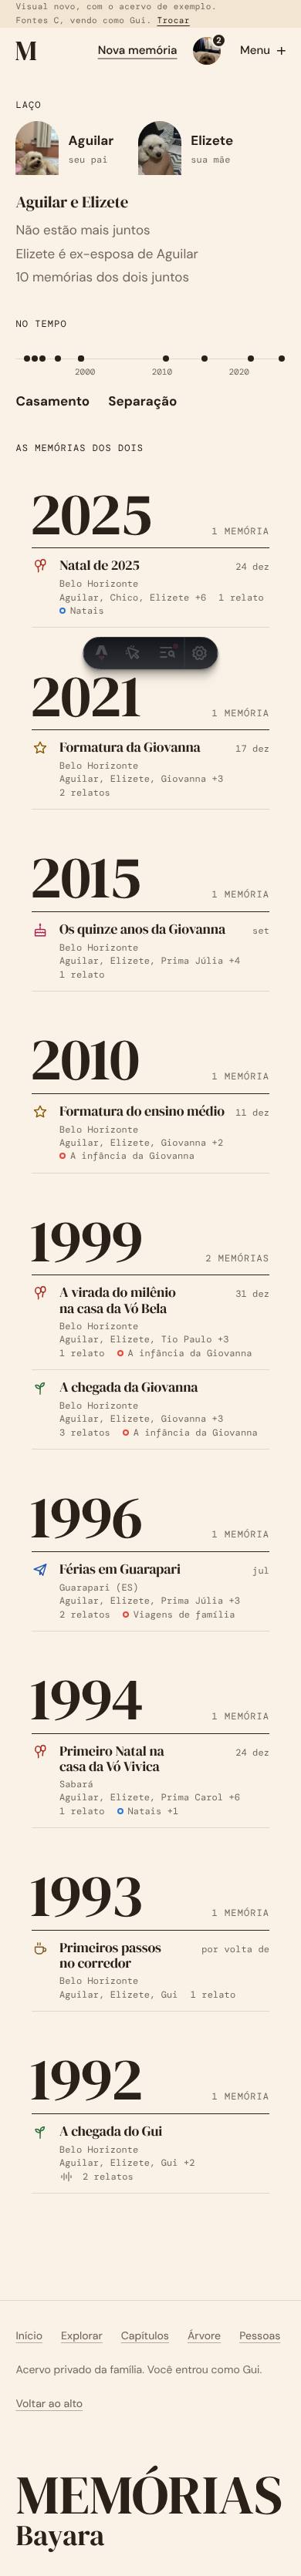 Visual novo, com o acervo de exemplo.
Fontes C, vendo como Gui. Trocar
M
Nova memória
2
Menu +
LAÇO
Aguilar
seu pai
Elizete
sua mãe
Aguilar e Elizete
Não estão mais juntos
Elizete é ex-esposa de Aguilar
10 memórias dos dois juntos
NO TEMPO
2000 2010 2020
Casamento Separação
AS MEMÓRIAS DOS DOIS
2025 1 MEMÓRIA
Natal de 2025 24 dez
Belo Horizonte
Aguilar, Chico, Elizete +6 1 relato
Natais
2021 1 MEMÓRIA
Formatura da Giovanna 17 dez
Belo Horizonte
Aguilar, Elizete, Giovanna +3
2 relatos
2015 1 MEMÓRIA
Os quinze anos da Giovanna set
Belo Horizonte
Aguilar, Elizete, Prima Júlia +4
1 relato
2010 1 MEMÓRIA
Formatura do ensino médio 11 dez
Belo Horizonte
Aguilar, Elizete, Giovanna +2
A infância da Giovanna
1999 2 MEMÓRIAS
A virada do milênio 31 dez
na casa da Vó Bela
Belo Horizonte
Aguilar, Elizete, Tio Paulo +3
1 relato A infância da Giovanna
A chegada da Giovanna
Belo Horizonte
Aguilar, Elizete, Giovanna +3
3 relatos A infância da Giovanna
1996 1 MEMÓRIA
Férias em Guarapari jul
Guarapari (ES)
Aguilar, Elizete, Prima Júlia +3
2 relatos Viagens de família
1994 1 MEMÓRIA
Primeiro Natal na 24 dez
casa da Vó Vivica
Sabará
Aguilar, Elizete, Prima Carol +6
1 relato Natais +1
1993 1 MEMÓRIA
Primeiros passos por volta de
no corredor
Belo Horizonte
Aguilar, Elizete, Gui 1 relato
1992 1 MEMÓRIA
A chegada do Gui
Belo Horizonte
Aguilar, Elizete, Gui +2
2 relatos
Início Explorar Capítulos Árvore Pessoas
Acervo privado da família. Você entrou como Gui.
Voltar ao alto
MEMÓRIAS
Bayara